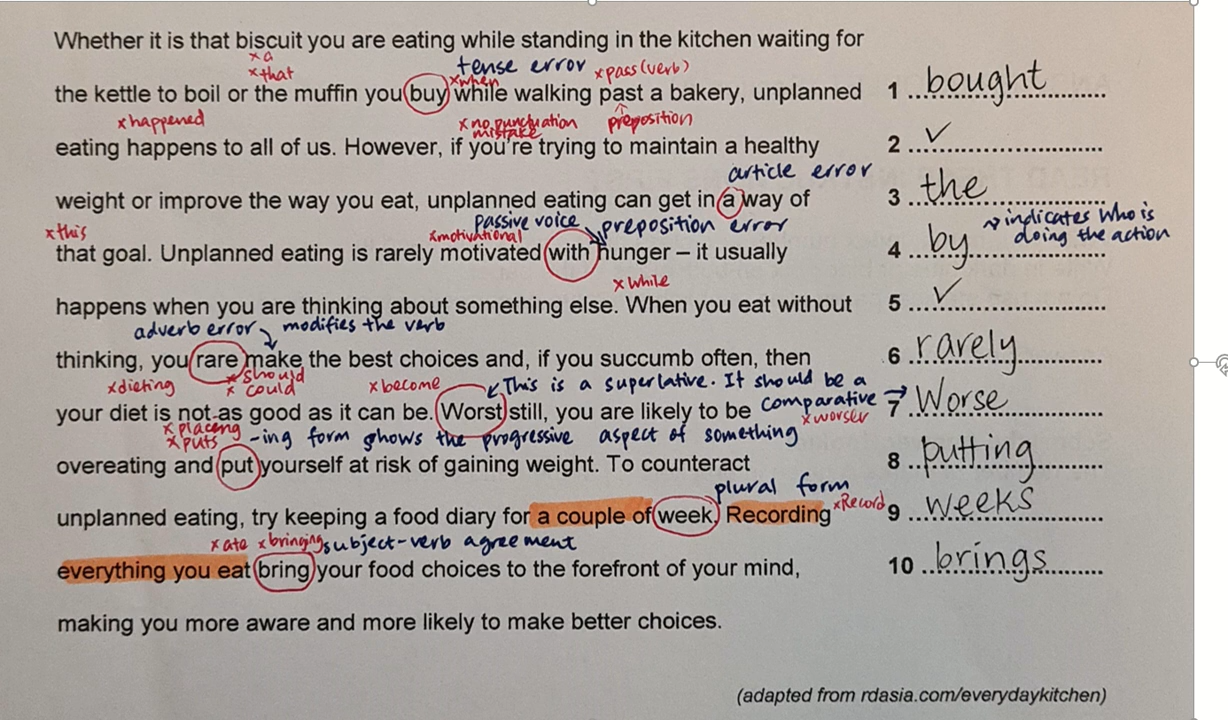 Whether it is that biscuit you are eating while standing in the kitchen waiting for
x a
x that
tense error
x when
x pass (verb)
the kettle to boil or the muffin you buy while walking past a bakery, unplanned 1 bought
x happened
x no punctuation mistake
preposition
eating happens to all of us. However, if you're trying to maintain a healthy 2 ✓
article error
weight or improve the way you eat, unplanned eating can get in a way of 3 the
x this
x motivational
passive voice
preposition error
indicates who is doing the action
that goal. Unplanned eating is rarely motivated with hunger – it usually 4 by
x while
happens when you are thinking about something else. When you eat without 5 ✓
adverb error
modifies the verb
thinking, you rare make the best choices and, if you succumb often, then 6 rarely
x dieting
x should
x could
x become
This is a superlative. It should be a comparative
your diet is not as good as it can be. Worst still, you are likely to be 7 Worse
x worser
x placeng
x puts
-ing form shows the progressive aspect of something
overeating and put yourself at risk of gaining weight. To counteract 8 putting
plural form
unplanned eating, try keeping a food diary for a couple of week. Recording 9 weeks
x Record
x ate
x bringing
subject-verb agreement
everything you eat bring your food choices to the forefront of your mind, 10 brings
making you more aware and more likely to make better choices.
(adapted from rdasia.com/everydaykitchen)